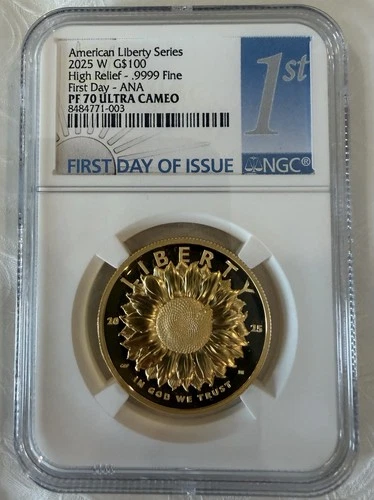 American Liberty Series
2025 W G$100
High Relief - .9999 Fine
First Day - ANA
PF 70 ULTRA CAMEO
8484771-003
1st
FIRST DAY OF ISSUE
NGC®
LIBERTY
20 25
IN GOD WE TRUST